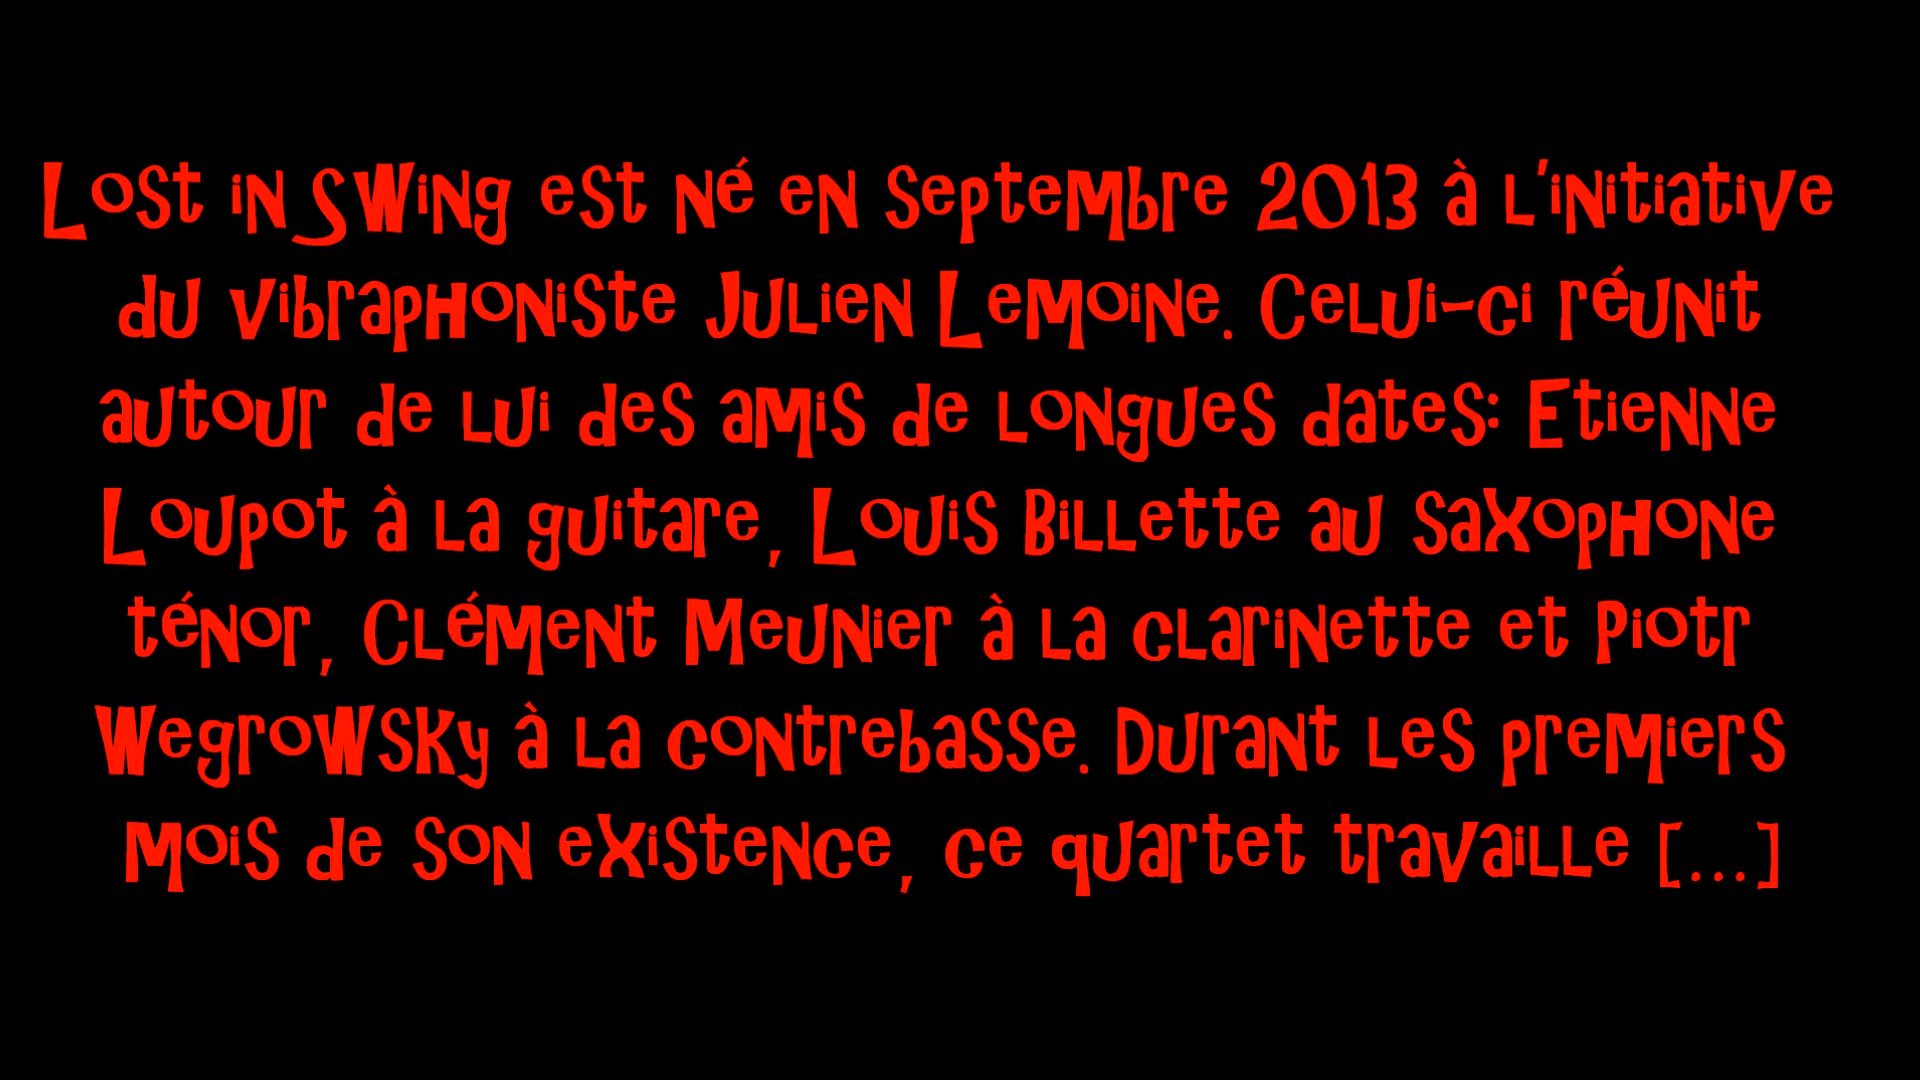 Lost in Swing est né en septembre 2013 à l'initiative
du vibraphoniste Julien Lemoine. Celui-ci réunit
autour de lui des amis de longues dates: Etienne
Loupot à la guitare, Louis Billette au saxophone
ténor, Clément Meunier à la clarinette et Piotr
Wegrowsky à la contrebasse. Durant les premiers
mois de son existence, ce quartet travaille [...]